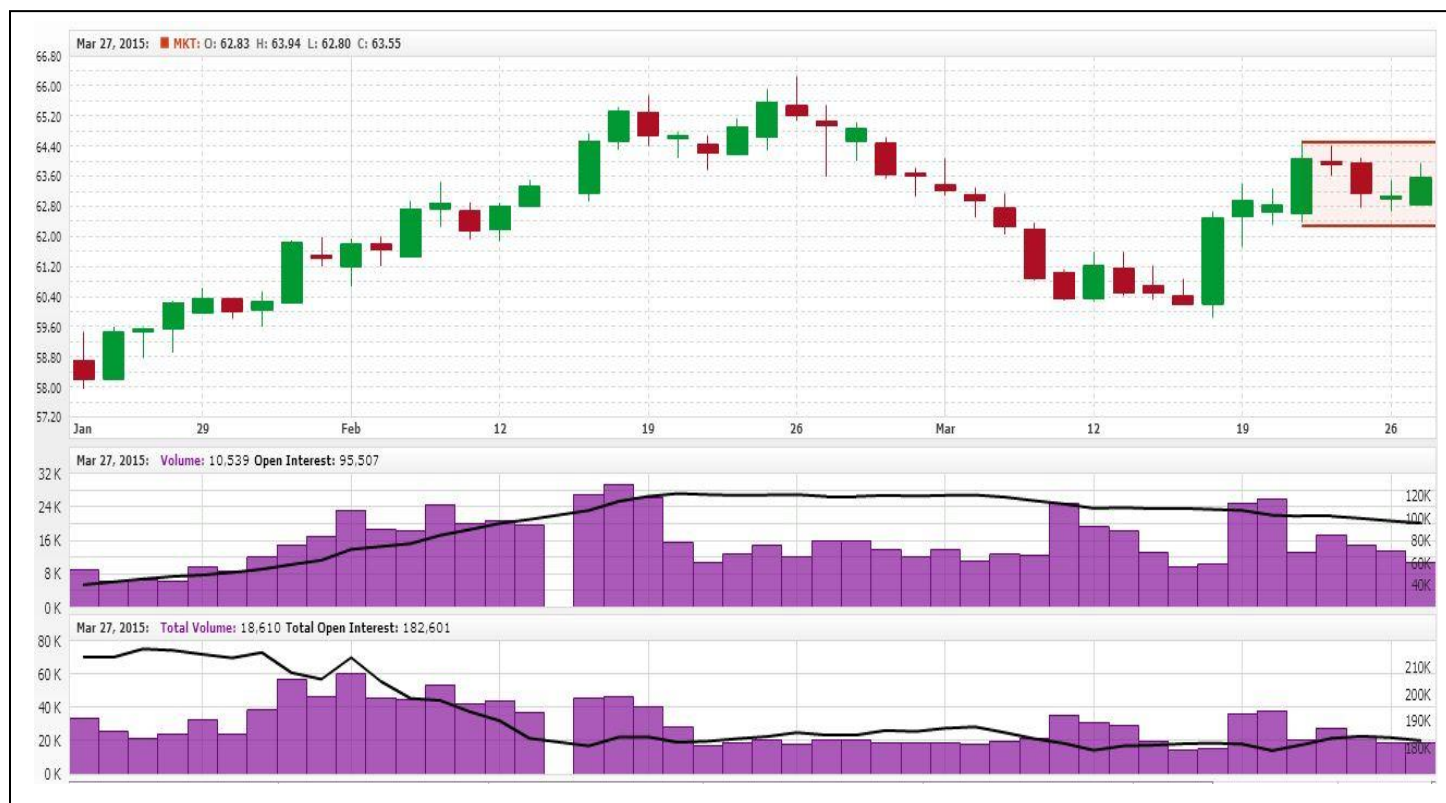 Mar 27, 2015: MKT: O: 62.83 H: 63.94 L: 62.80 C: 63.55
66.80
66.00
65.20
64.40
63.60
62.80
62.00
61.20
60.40
59.60
58.80
58.00
57.20
Jan 29 Feb 12 19 26 Mar 12 19 26
Mar 27, 2015: Volume: 10,539 Open Interest: 95,507
32 K
24 K 120K
100K
16 K 80K
60K
8 K 40K
0 K
Mar 27, 2015: Total Volume: 18,610 Total Open Interest: 182,601
80 K
210K
60 K
200K
40 K
190K
20 K 180K
0 K